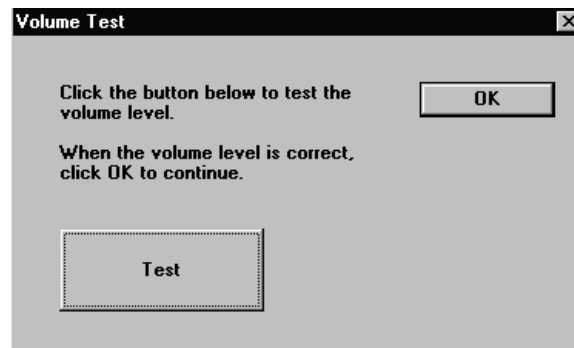 Volume Test
Click the button below to test the
volume level.
OK
When the volume level is correct,
click OK to continue.
Test